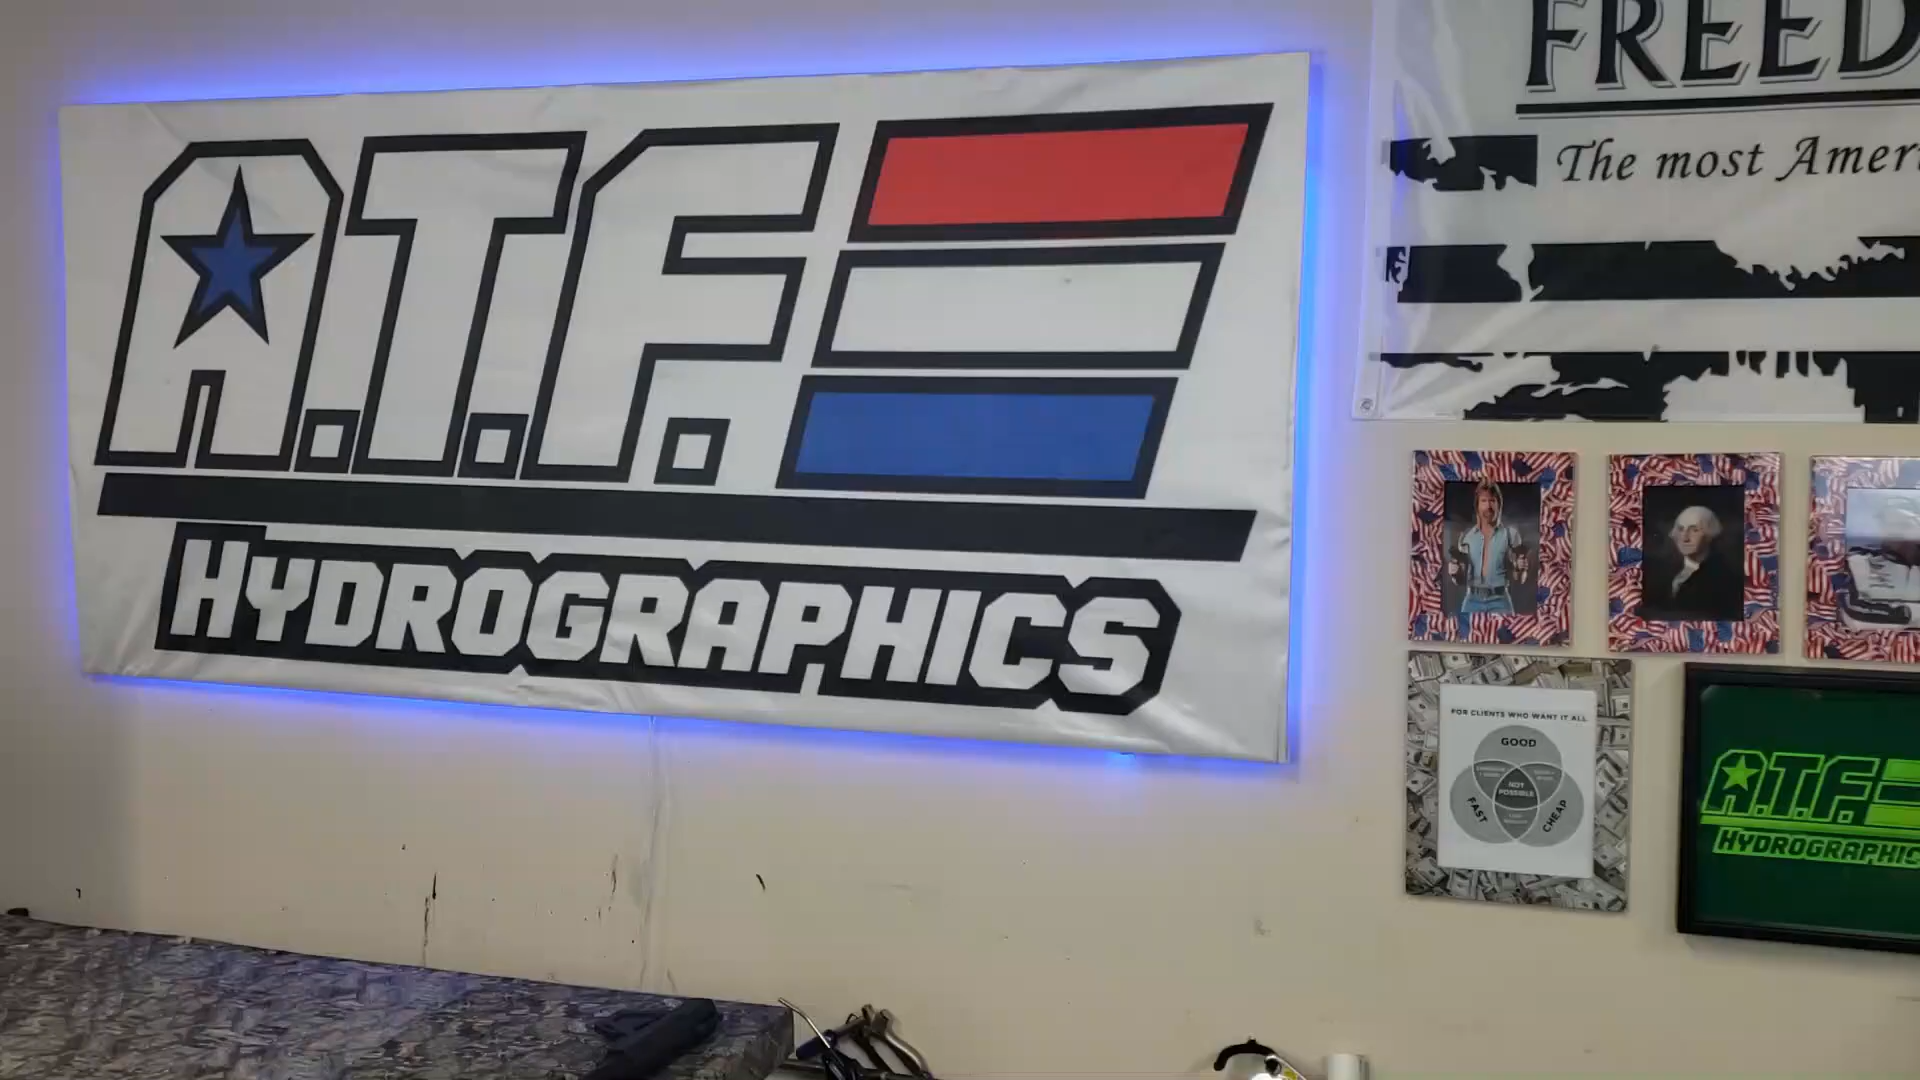 A.T.F.
HYDROGRAPHICS
FREED
The most Amer
FOR CLIENTS WHO WANT IT ALL
GOOD
NOT
POSSIBLE
FAST
CHEAP
A.T.F.
HYDROGRAPHICS